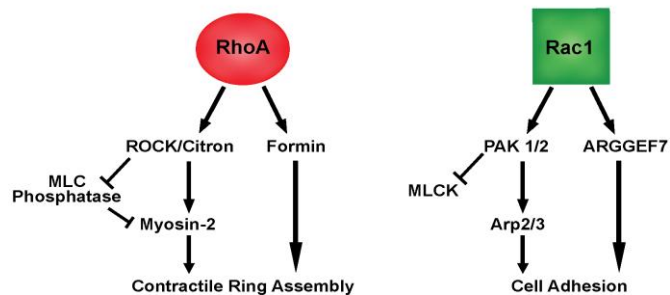 RhoA
Rac1
ROCK/Citron
Formin
PAK 1/2
ARGGEF7
MLC
Phosphatase
MLCK
Myosin-2
Arp2/3
Contractile Ring Assembly
Cell Adhesion